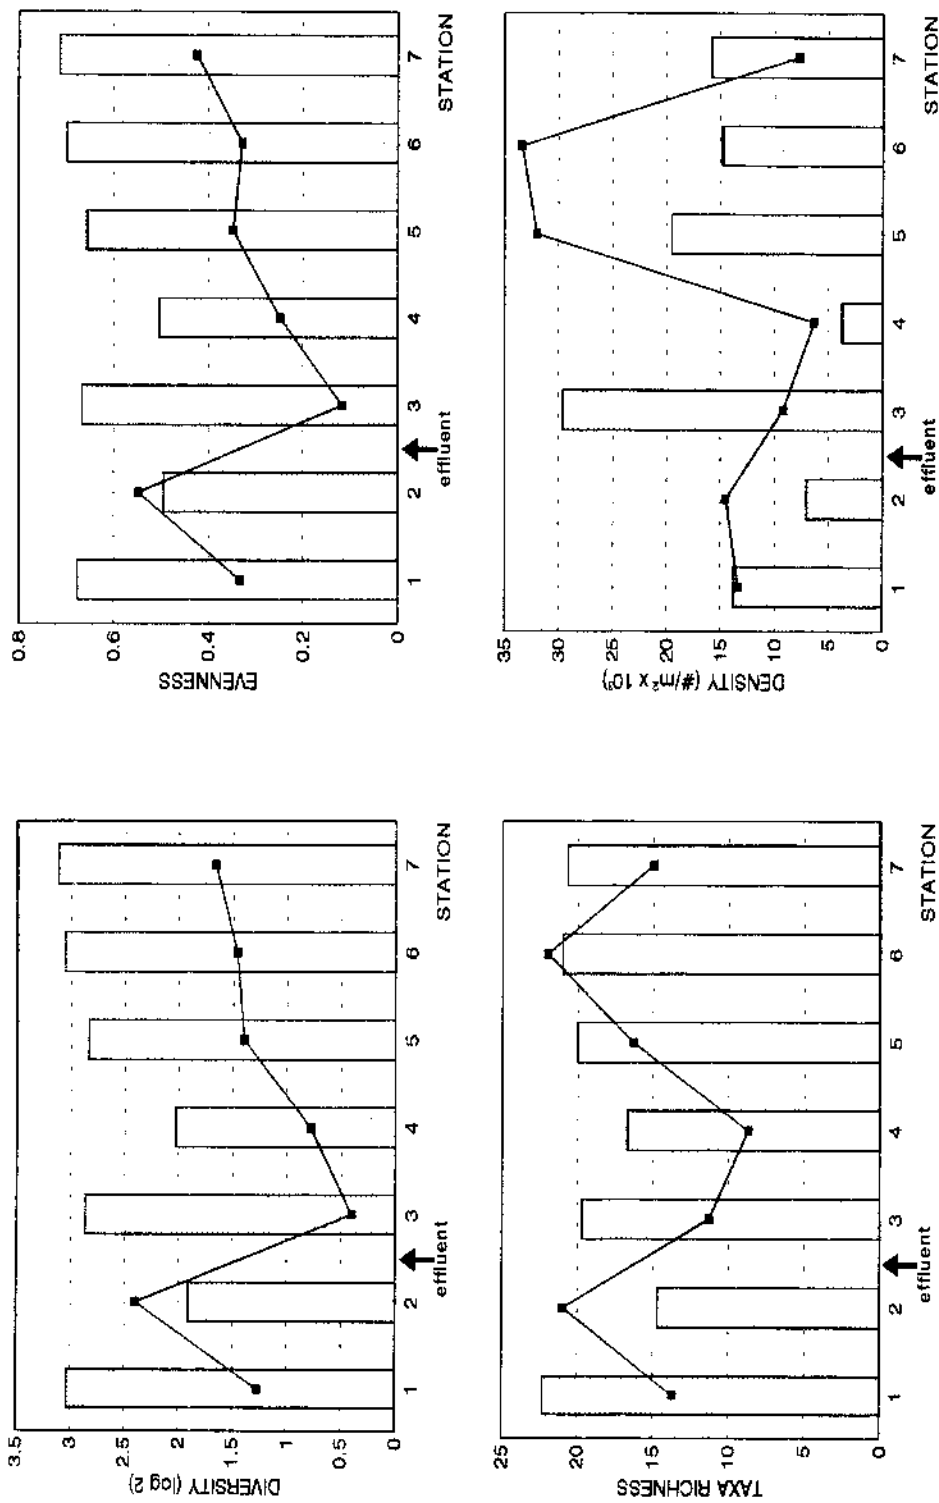 DIVERSITY (log 2)
3.5
3
2.5
2
1.5
1
0.5
0
1 2 3 4 5 6 7
effluent
STATION
EVENNESS
0.8
0.6
0.4
0.2
0
1 2 3 4 5 6 7
effluent
STATION
TAXA RICHNESS
25
20
15
10
5
0
1 2 3 4 5 6 7
effluent
STATION
DENSITY (#/m² x 10³)
35
30
25
20
15
10
5
0
1 2 3 4 5 6 7
effluent
STATION